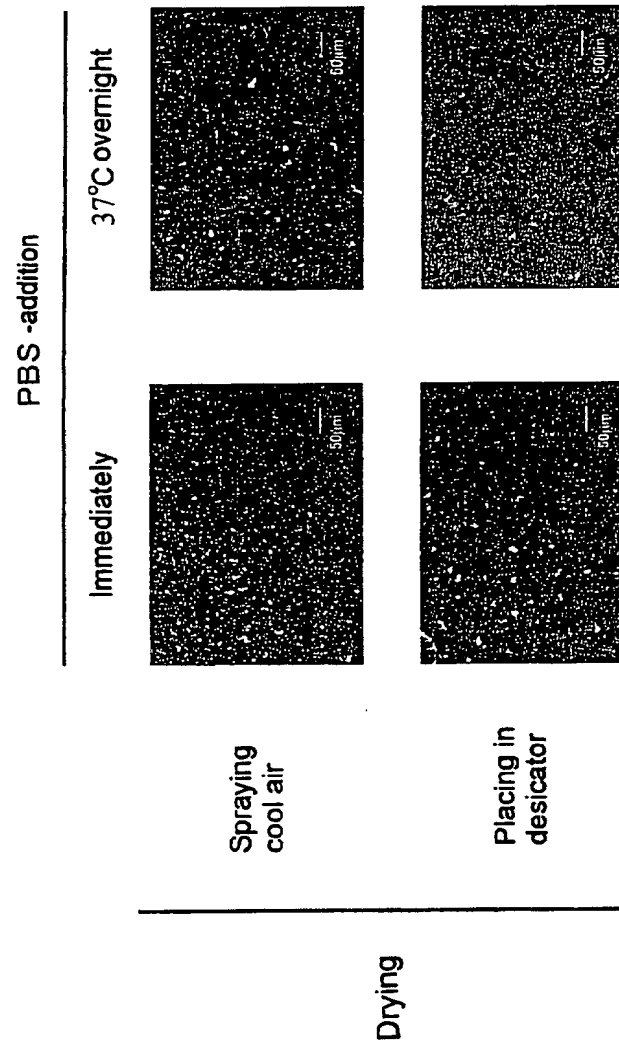 PBS -addition
Immediately
37°C overnight
Drying
Spraying
cool air
50µm
50µm
Placing in
desicator
50µm
50µm